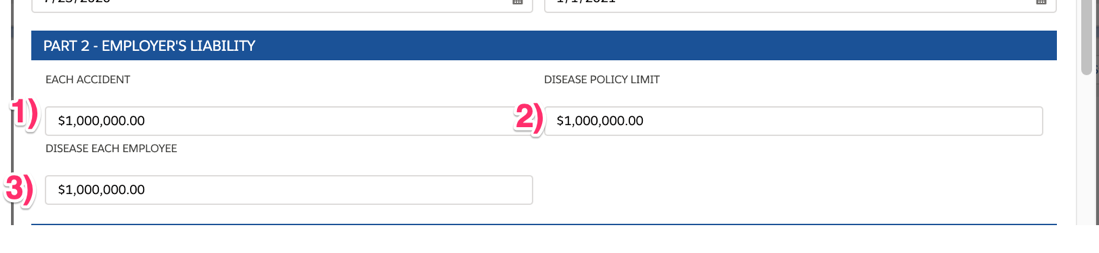 PART 2 - EMPLOYER'S LIABILITY
EACH ACCIDENT DISEASE POLICY LIMIT
1) $1,000,000.00 2) $1,000,000.00
DISEASE EACH EMPLOYEE
3) $1,000,000.00